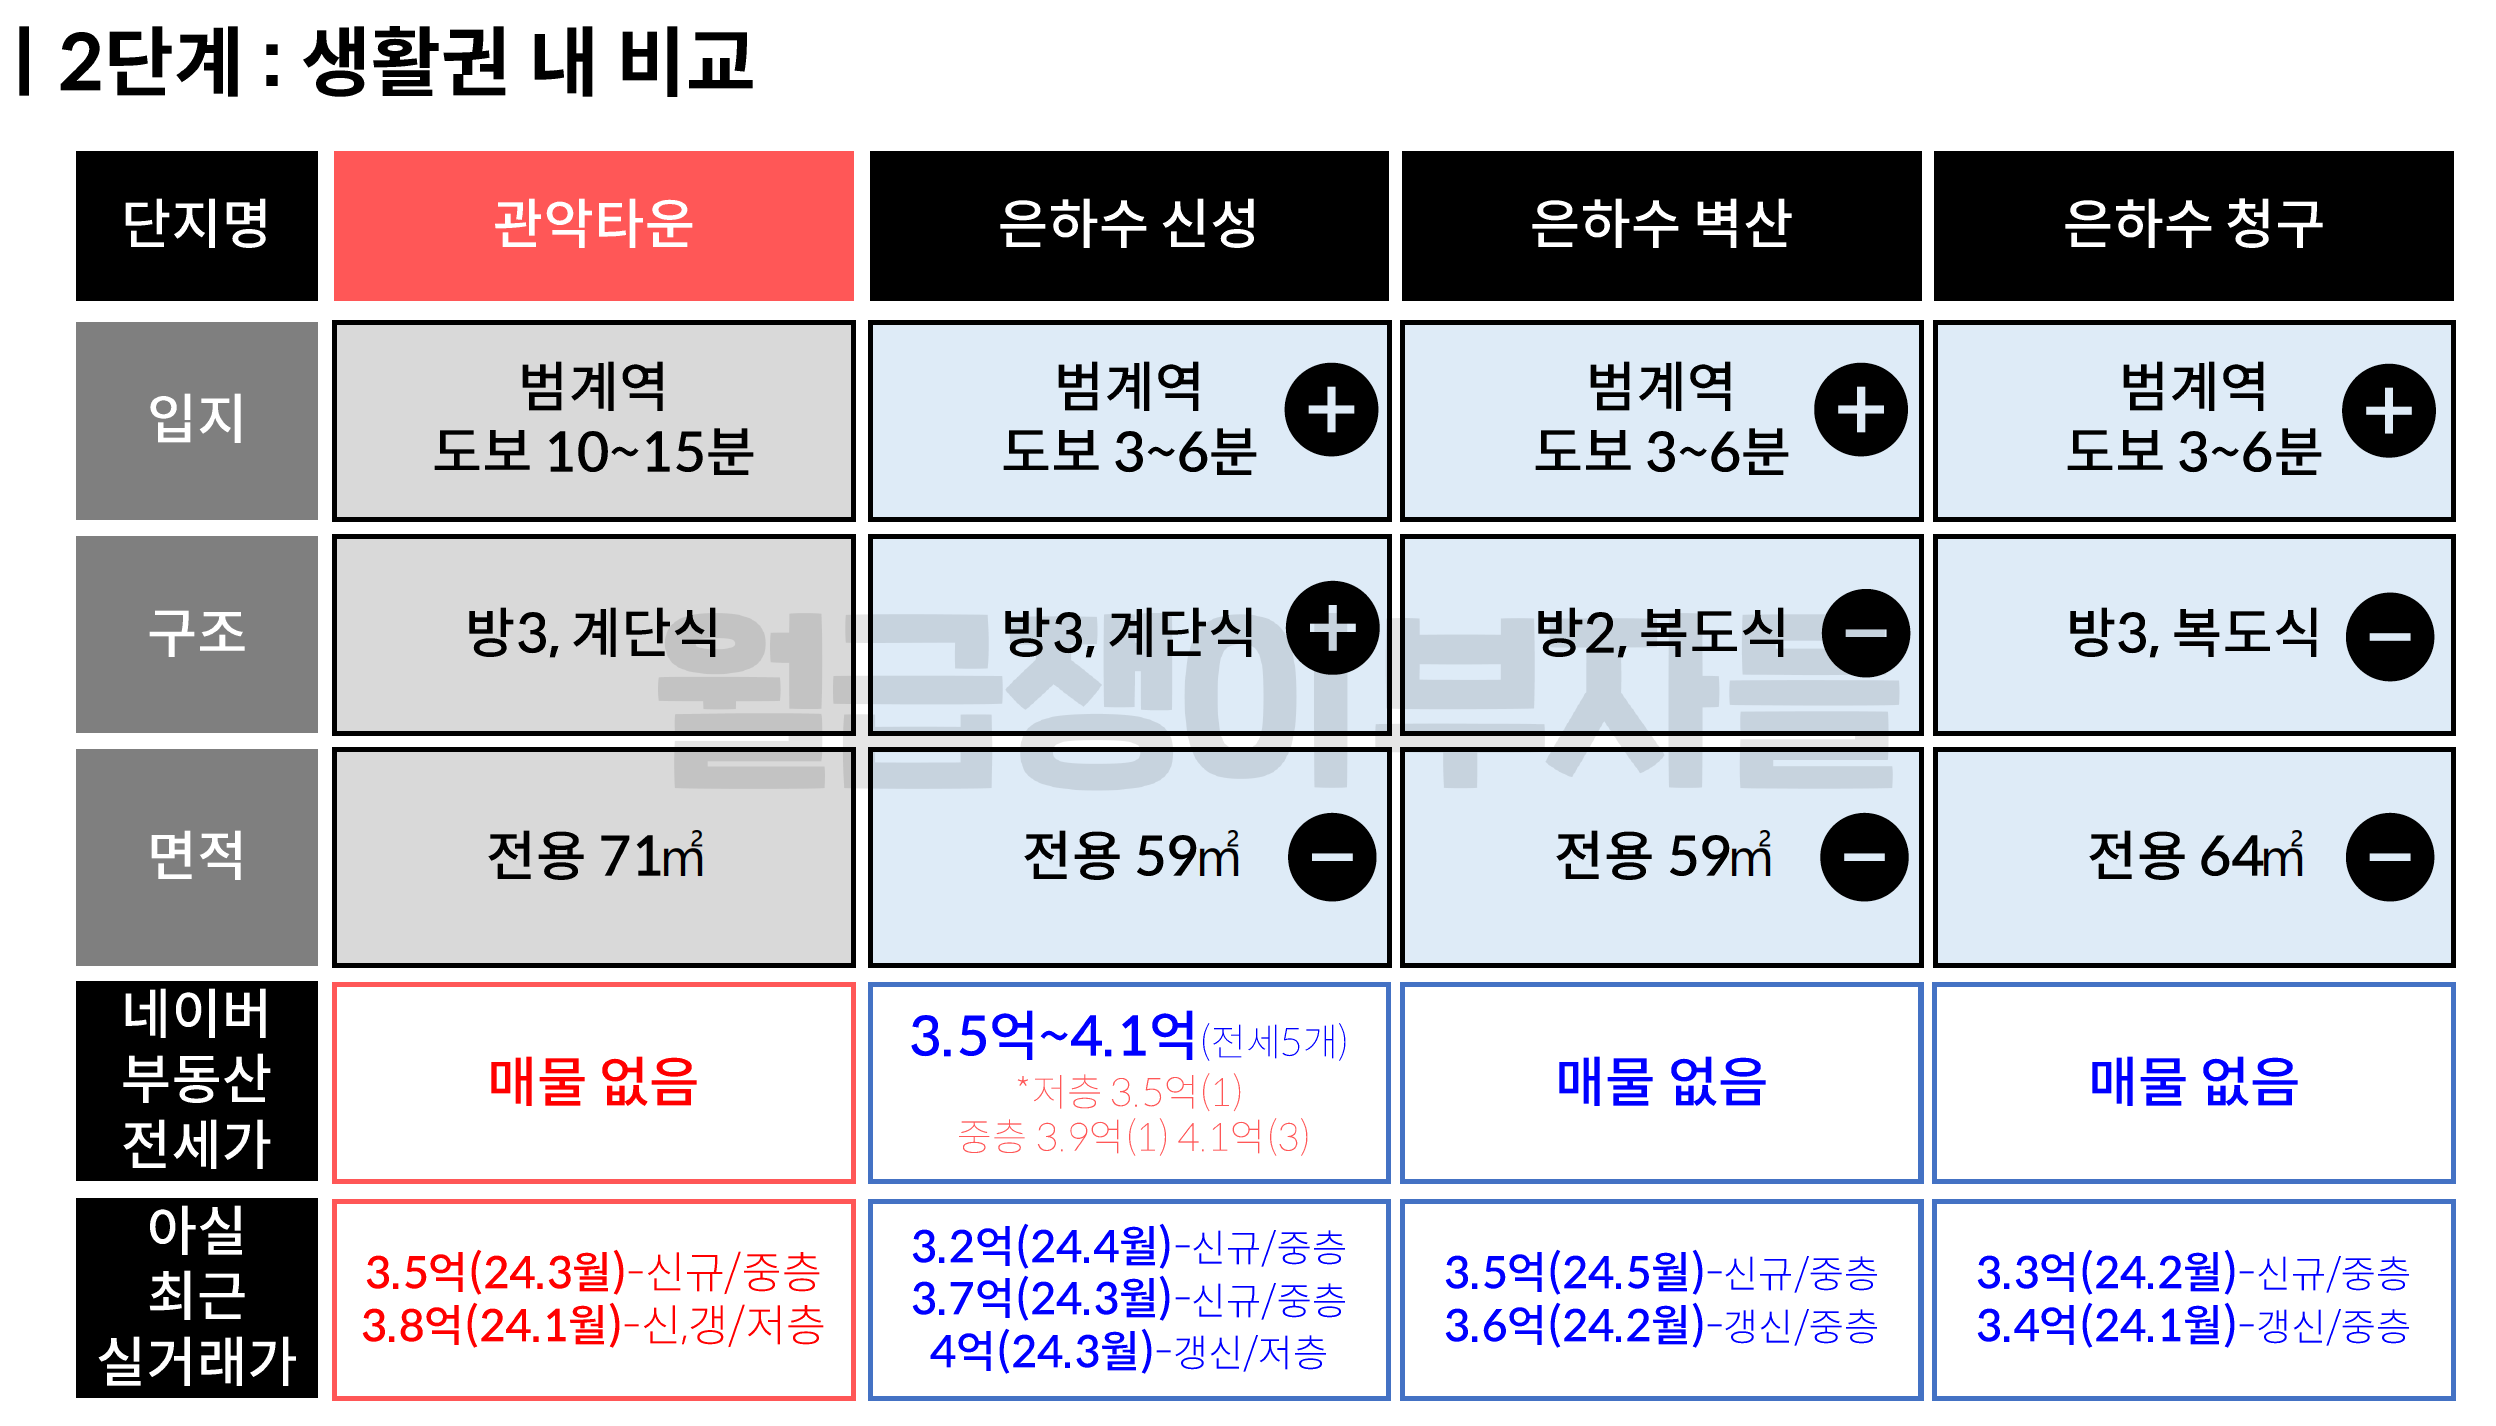 | 2단계 : 생활권 내 비교
단지명
관악타운
은하수 신성
은하수 벽산
은하수 청구
입지
범계역
도보 10~15분
범계역
도보 3~6분
+
범계역
도보 3~6분
+
범계역
도보 3~6분
+
구조
방3, 계단식
방3, 계단식
+
방2, 복도식
−
방3, 복도식
−
월급쟁이부자들
면적
전용 71㎡
전용 59㎡
−
전용 59㎡
−
전용 64㎡
−
네이버
부동산
전세가
매물 없음
3.5억~4.1억(전세5개)
*저층 3.5억(1)
중층 3.9억(1) 4.1억(3)
매물 없음
매물 없음
아실
최근
실거래가
3.5억(24.3월)-신규/중층
3.8억(24.1월)-신,갱/저층
3.2억(24.4월)-신규/중층
3.7억(24.3월)-신규/중층
4억(24.3월)-갱신/저층
3.5억(24.5월)-신규/중층
3.6억(24.2월)-갱신/중층
3.3억(24.2월)-신규/중층
3.4억(24.1월)-갱신/중층